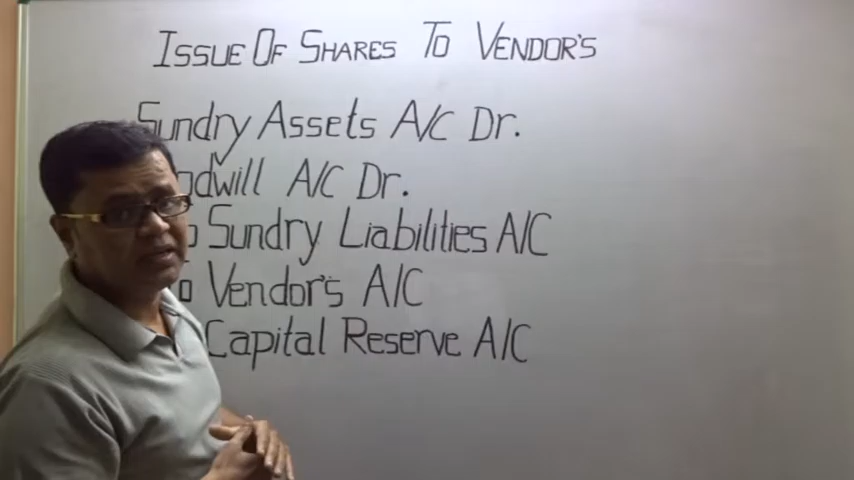 ISSUE OF SHARES TO VENDOR'S
Sundry Assets A/C Dr.
A/C Dr.
Sundry Liabilities A/C
Vendor's A/C
Capital Reserve A/C